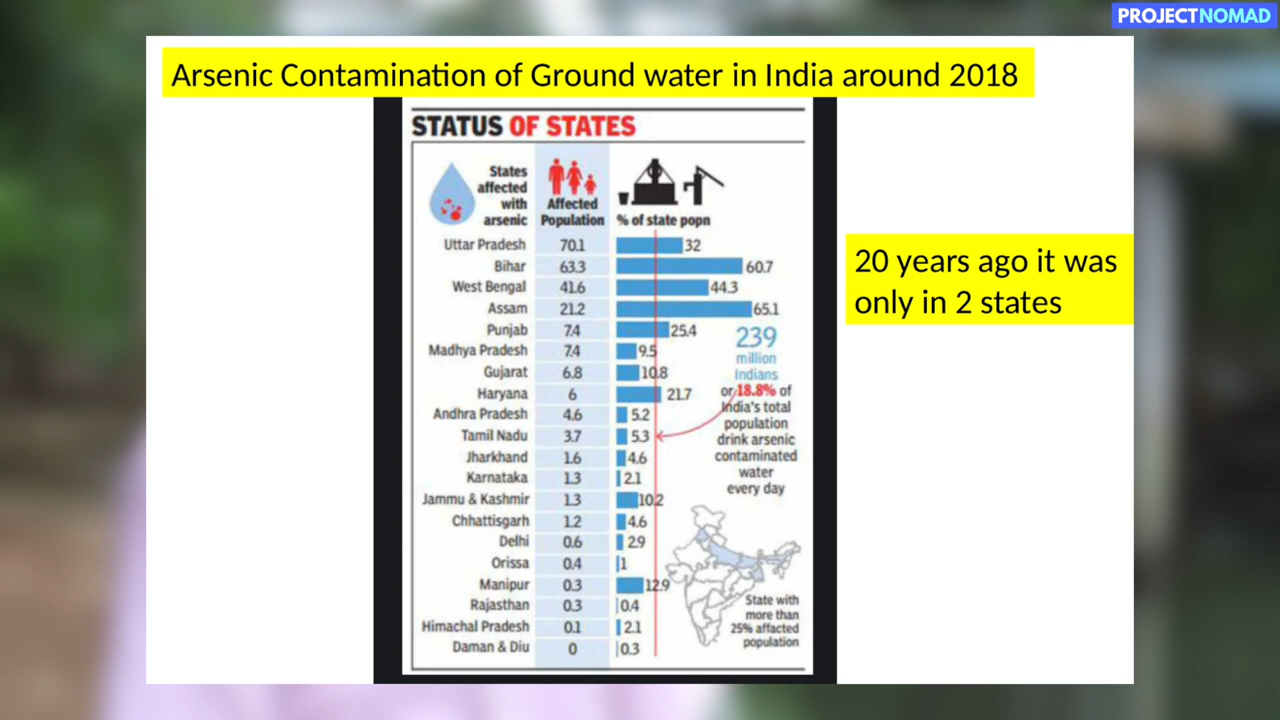 PROJECTNOMAD
Arsenic Contamination of Ground water in India around 2018
STATUS OF STATES
States
affected
with
arsenic
Affected
Population
% of state popn
Uttar Pradesh 70.1 32
Bihar 63.3 60.7
West Bengal 41.6 44.3
Assam 21.2 65.1
Punjab 7.4 25.4
Madhya Pradesh 7.4 9.5
Gujarat 6.8 10.8
Haryana 6 21.7
Andhra Pradesh 4.6 5.2
Tamil Nadu 3.7 5.3
Jharkhand 1.6 4.6
Karnataka 1.3 2.1
Jammu & Kashmir 1.3 10.2
Chhattisgarh 1.2 4.6
Delhi 0.6 2.9
Orissa 0.4 1
Manipur 0.3 12.9
Rajasthan 0.3 0.4
Himachal Pradesh 0.1 2.1
Daman & Diu 0 0.3
239
million
Indians
or 18.8% of
India's total
population
drink arsenic
contaminated
water
every day
State with
more than
25% affacted
population
20 years ago it was
only in 2 states